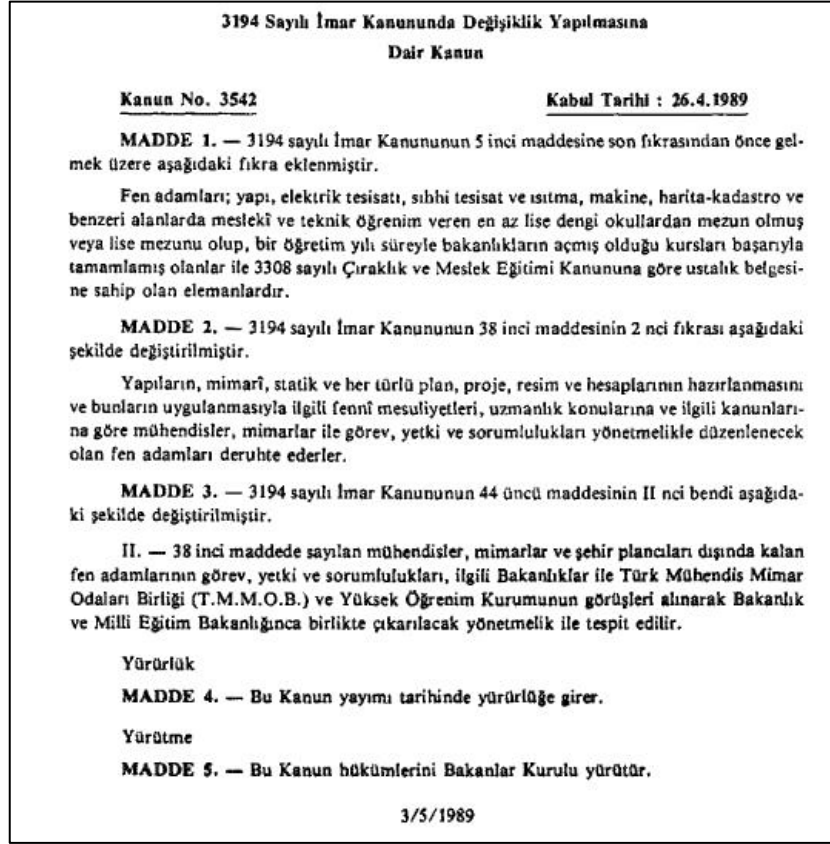 3194 Sayılı İmar Kanununda Değişiklik Yapılmasına
Dair Kanun
Kanun No. 3542 Kabul Tarihi : 26.4.1989
MADDE 1. — 3194 sayılı İmar Kanununun 5 inci maddesine son fıkrasından önce gel-
mek üzere aşağıdaki fıkra eklenmiştir.
Fen adamları; yapı, elektrik tesisatı, sıhhi tesisat ve ısıtma, makine, harita-kadastro ve
benzeri alanlarda meslekî ve teknik öğrenim veren en az lise dengi okullardan mezun olmuş
veya lise mezunu olup, bir öğretim yılı süreyle bakanlıkların açmış olduğu kursları başarıyla
tamamlamış olanlar ile 3308 sayılı Çıraklık ve Meslek Eğitimi Kanununa göre ustalık belgesi-
ne sahip olan elemanlardır.
MADDE 2. — 3194 sayılı İmar Kanununun 38 inci maddesinin 2 nci fıkrası aşağıdaki
şekilde değiştirilmiştir.
Yapıların, mimarî, statik ve her türlü plan, proje, resim ve hesaplarının hazırlanmasını
ve bunların uygulanmasıyla ilgili fennî mesuliyetleri, uzmanlık konularına ve ilgili kanunları-
na göre mühendisler, mimarlar ile görev, yetki ve sorumlulukları yönetmelikle düzenlenecek
olan fen adamları deruhte ederler.
MADDE 3. — 3194 sayılı İmar Kanununun 44 üncü maddesinin II nci bendi aşağıda-
ki şekilde değiştirilmiştir.
II. — 38 inci maddede sayılan mühendisler, mimarlar ve şehir plancıları dışında kalan
fen adamlarının görev, yetki ve sorumlulukları, ilgili Bakanlıklar ile Türk Mühendis Mimar
Odaları Birliği (T.M.M.O.B.) ve Yüksek Öğrenim Kurumunun görüşleri alınarak Bakanlık
ve Milli Eğitim Bakanlığınca birlikte çıkarılacak yönetmelik ile tespit edilir.
Yürürlük
MADDE 4. — Bu Kanun yayımı tarihinde yürürlüğe girer.
Yürütme
MADDE 5. — Bu Kanun hükümlerini Bakanlar Kurulu yürütür.
3/5/1989